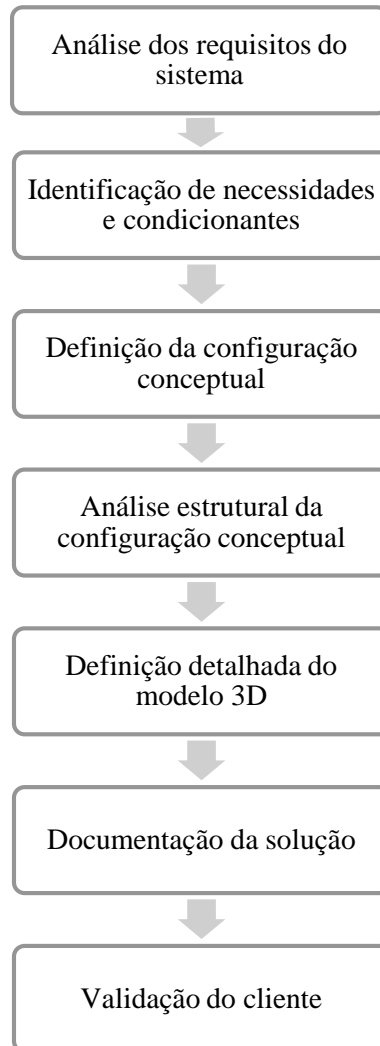 Análise dos requisitos do
sistema
Identificação de necessidades
e condicionantes
Definição da configuração
conceptual
Análise estrutural da
configuração conceptual
Definição detalhada do
modelo 3D
Documentação da solução
Validação do cliente